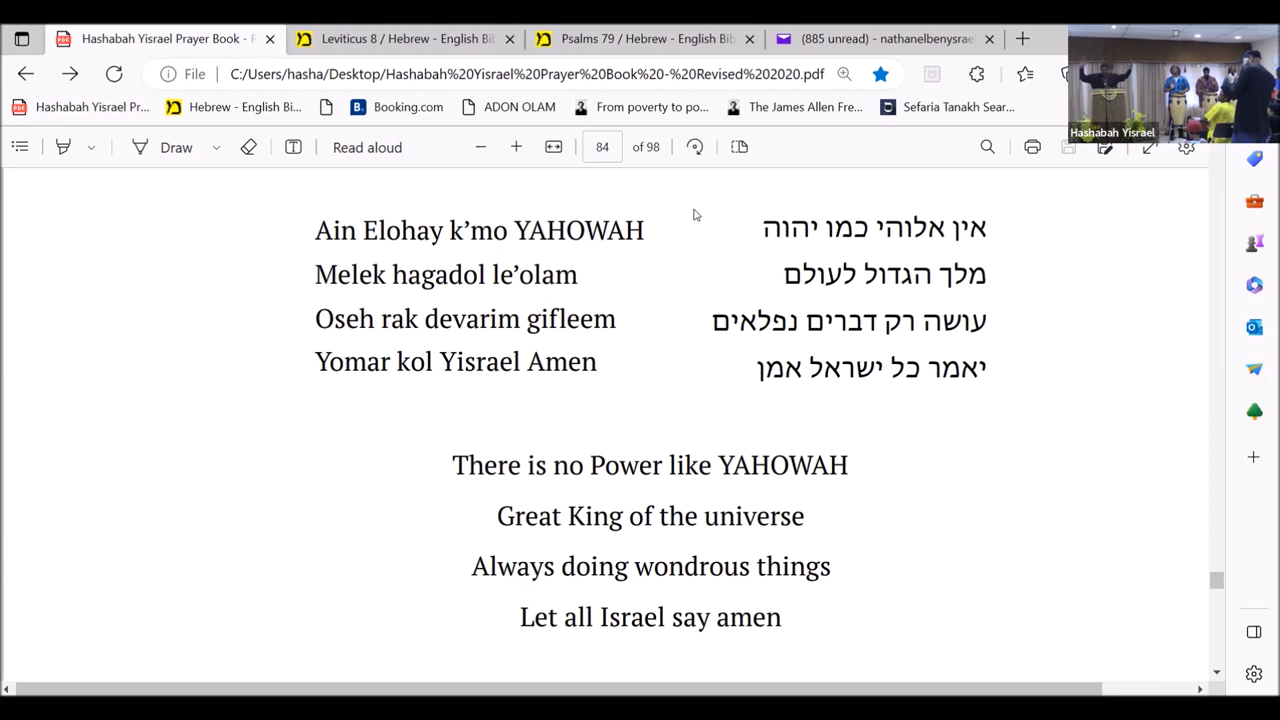 Hashabah Yisrael Prayer Book - R
Leviticus 8 / Hebrew - English Bi
Psalms 79 / Hebrew - English Bib
(885 unread) - nathanelbenysrae
File
C:/Users/hasha/Desktop/Hashabah%20Yisrael%20Prayer%20Book%20-%20Revised%202020.pdf
Hashabah Yisrael Pr...
Hebrew - English Bi...
B. Booking.com
ADON OLAM
From poverty to po...
The James Allen Fre...
Sefaria Tanakh Sear...
Hashabah Yisrael
Draw
Read aloud
84 of 98
Ain Elohay k’mo YAHOWAH
Melek hagadol le’olam
Oseh rak devarim gifleem
Yomar kol Yisrael Amen
אין אלוהי כמו יהוה
מלך הגדול לעולם
עושה רק דברים נפלאים
יאמר כל ישראל אמן
There is no Power like YAHOWAH
Great King of the universe
Always doing wondrous things
Let all Israel say amen